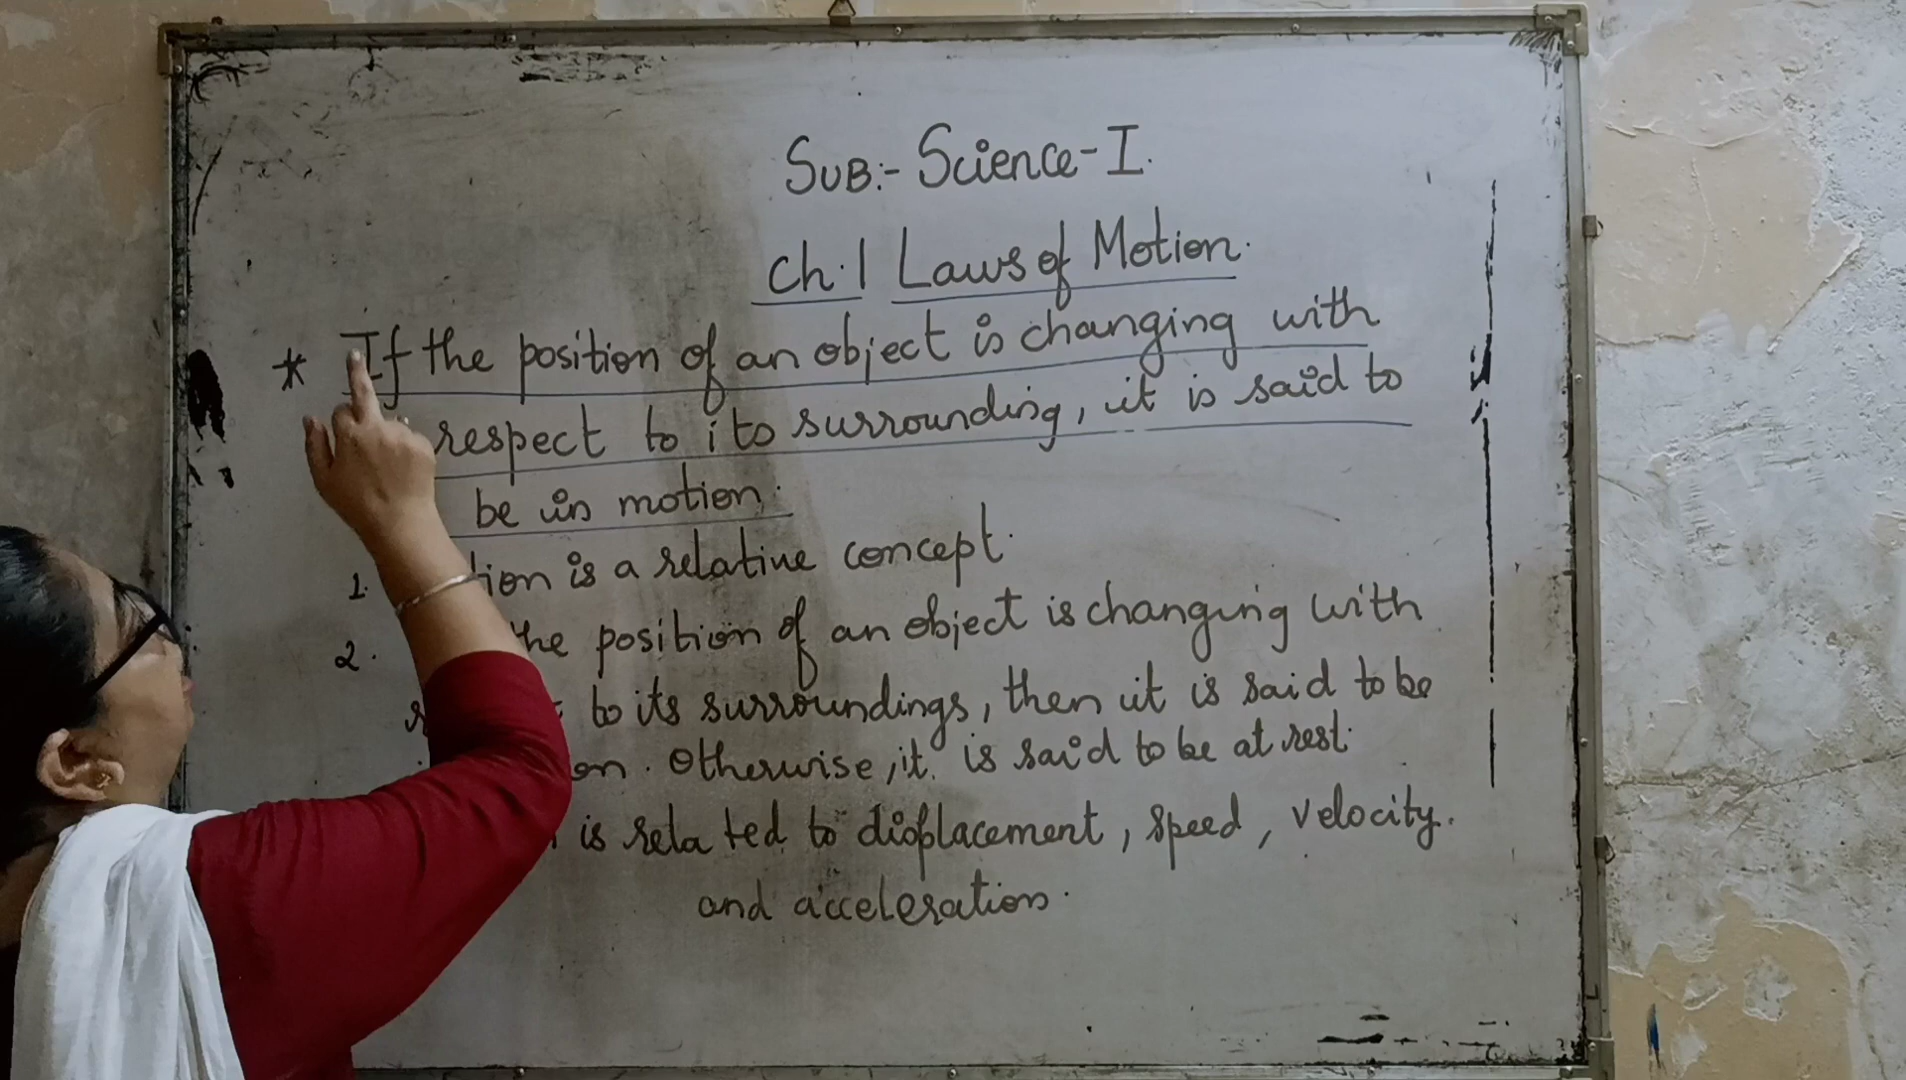 SUB:- Science-I.
Ch.1 Laws of Motion.
* If the position of an object is changing with
respect to its surrounding, it is said to
be in motion.
1. is a relative concept.
2. the position of an object is changing with
to its surroundings, then it is said to be
Otherwise, it is said to be at rest.
is related to displacement, speed, velocity.
and acceleration.